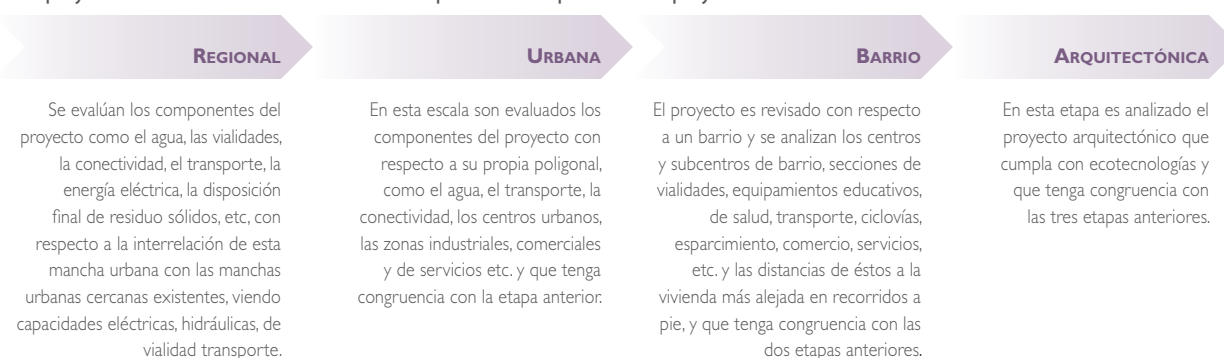 REGIONAL
Se evalúan los componentes del
proyecto como el agua, las vialidades,
la conectividad, el transporte, la
energía eléctrica, la disposición
final de residuo sólidos, etc, con
respecto a la interrelación de esta
mancha urbana con las manchas
urbanas cercanas existentes, viendo
capacidades eléctricas, hidráulicas, de
vialidad transporte.
URBANA
En esta escala son evaluados los
componentes del proyecto con
respecto a su propia poligonal,
como el agua, el transporte, la
conectividad, los centros urbanos,
las zonas industriales, comerciales
y de servicios etc. y que tenga
congruencia con la etapa anterior.
BARRIO
El proyecto es revisado con respecto
a un barrio y se analizan los centros
y subcentros de barrio, secciones de
vialidades, equipamientos educativos,
de salud, transporte, ciclovías,
esparcimiento, comercio, servicios,
etc. y las distancias de éstos a la
vivienda más alejada en recorridos a
pie, y que tenga congruencia con las
dos etapas anteriores.
ARQUITECTÓNICA
En esta etapa es analizado el
proyecto arquitectónico que
cumpla con ecotecnologías y
que tenga congruencia con
las tres etapas anteriores.